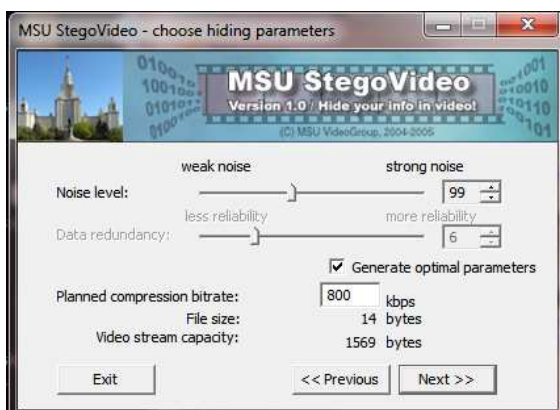 MSU StegoVideo - choose hiding parameters
MSU StegoVideo
Version 1.0 / Hide your info in video!
(C) MSU VideoGroup, 2004-2006
weak noise strong noise
Noise level: 99
less reliability more reliability
Data redundancy: 6
Generate optimal parameters
Planned compression bitrate: 800 kbps
File size: 14 bytes
Video stream capacity: 1569 bytes
Exit << Previous Next >>